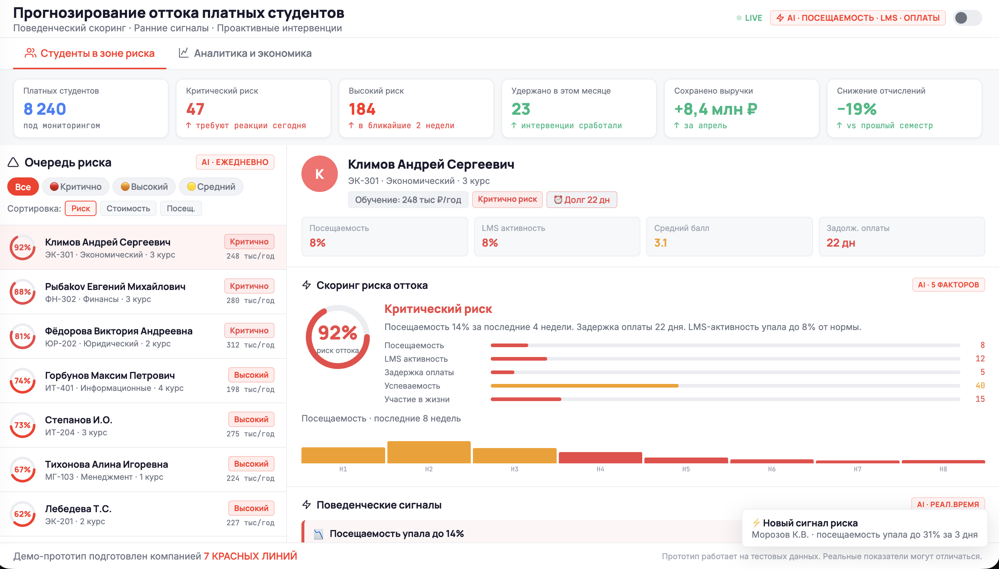 Прогнозирование оттока платных студентов
Поведенческий скоринг · Ранние сигналы · Проактивные интервенции
LIVE
AI · ПОСЕЩАЕМОСТЬ · LMS · ОПЛАТЫ
Студенты в зоне риска
Аналитика и экономика
Платных студентов
8 240
под мониторингом
Критический риск
47
↑ требуют реакции сегодня
Высокий риск
184
↑ в ближайшие 2 недели
Удержано в этом месяце
23
↑ интервенции сработали
Сохранено выручки
+8,4 млн ₽
↑ за апрель
Снижение отчислений
−19%
↑ vs прошлый семестр
Очередь риска
AI · ЕЖЕДНЕВНО
Все
Критично
Высокий
Средний
Сортировка:
Риск
Стоимость
Посещ.
92%
Климов Андрей Сергеевич
ЭК-301 · Экономический · 3 курс
Критично
248 тыс/год
88%
Рыбakov Евгений Михайлович
ФН-302 · Финансы · 3 курс
Критично
280 тыс/год
81%
Фёдорова Виктория Андреевна
ЮР-202 · Юридический · 2 курс
Критично
312 тыс/год
74%
Горбунов Максим Петрович
ИТ-401 · Информационные · 4 курс
Высокий
198 тыс/год
73%
Степанов И.О.
ИТ-204 · 3 курс
Высокий
275 тыс/год
67%
Тихонова Алина Игоревна
МГ-103 · Менеджмент · 1 курс
Высокий
224 тыс/год
62%
Лебедева Т.С.
ЭК-201 · 2 курс
Высокий
227 тыс/год
К
Климов Андрей Сергеевич
ЭК-301 · Экономический · 3 курс
Обучение: 248 тыс ₽/год
Критично риск
Долг 22 дн
Посещаемость
8%
LMS активность
8%
Средний балл
3.1
Задолж. оплаты
22 дн
Скоринг риска оттока
AI · 5 ФАКТОРОВ
92%
риск оттока
Критический риск
Посещаемость 14% за последние 4 недели. Задержка оплаты 22 дня. LMS-активность упала до 8% от нормы.
Посещаемость 8
LMS активность 12
Задержка оплаты 5
Успеваемость 40
Участие в жизни 15
Посещаемость · последние 8 недель
Н1 Н2 Н3 Н4 Н5 Н6 Н7 Н8
Поведенческие сигналы
AI · РЕАЛ.ВРЕМЯ
Посещаемость упала до 14%
Новый сигнал риска
Морозов К.В. · посещаемость упала до 31% за 3 дня
Демо-прототип подготовлен компанией 7 КРАСНЫХ ЛИНИЙ
Прототип работает на тестовых данных. Реальные показатели могут отличаться.